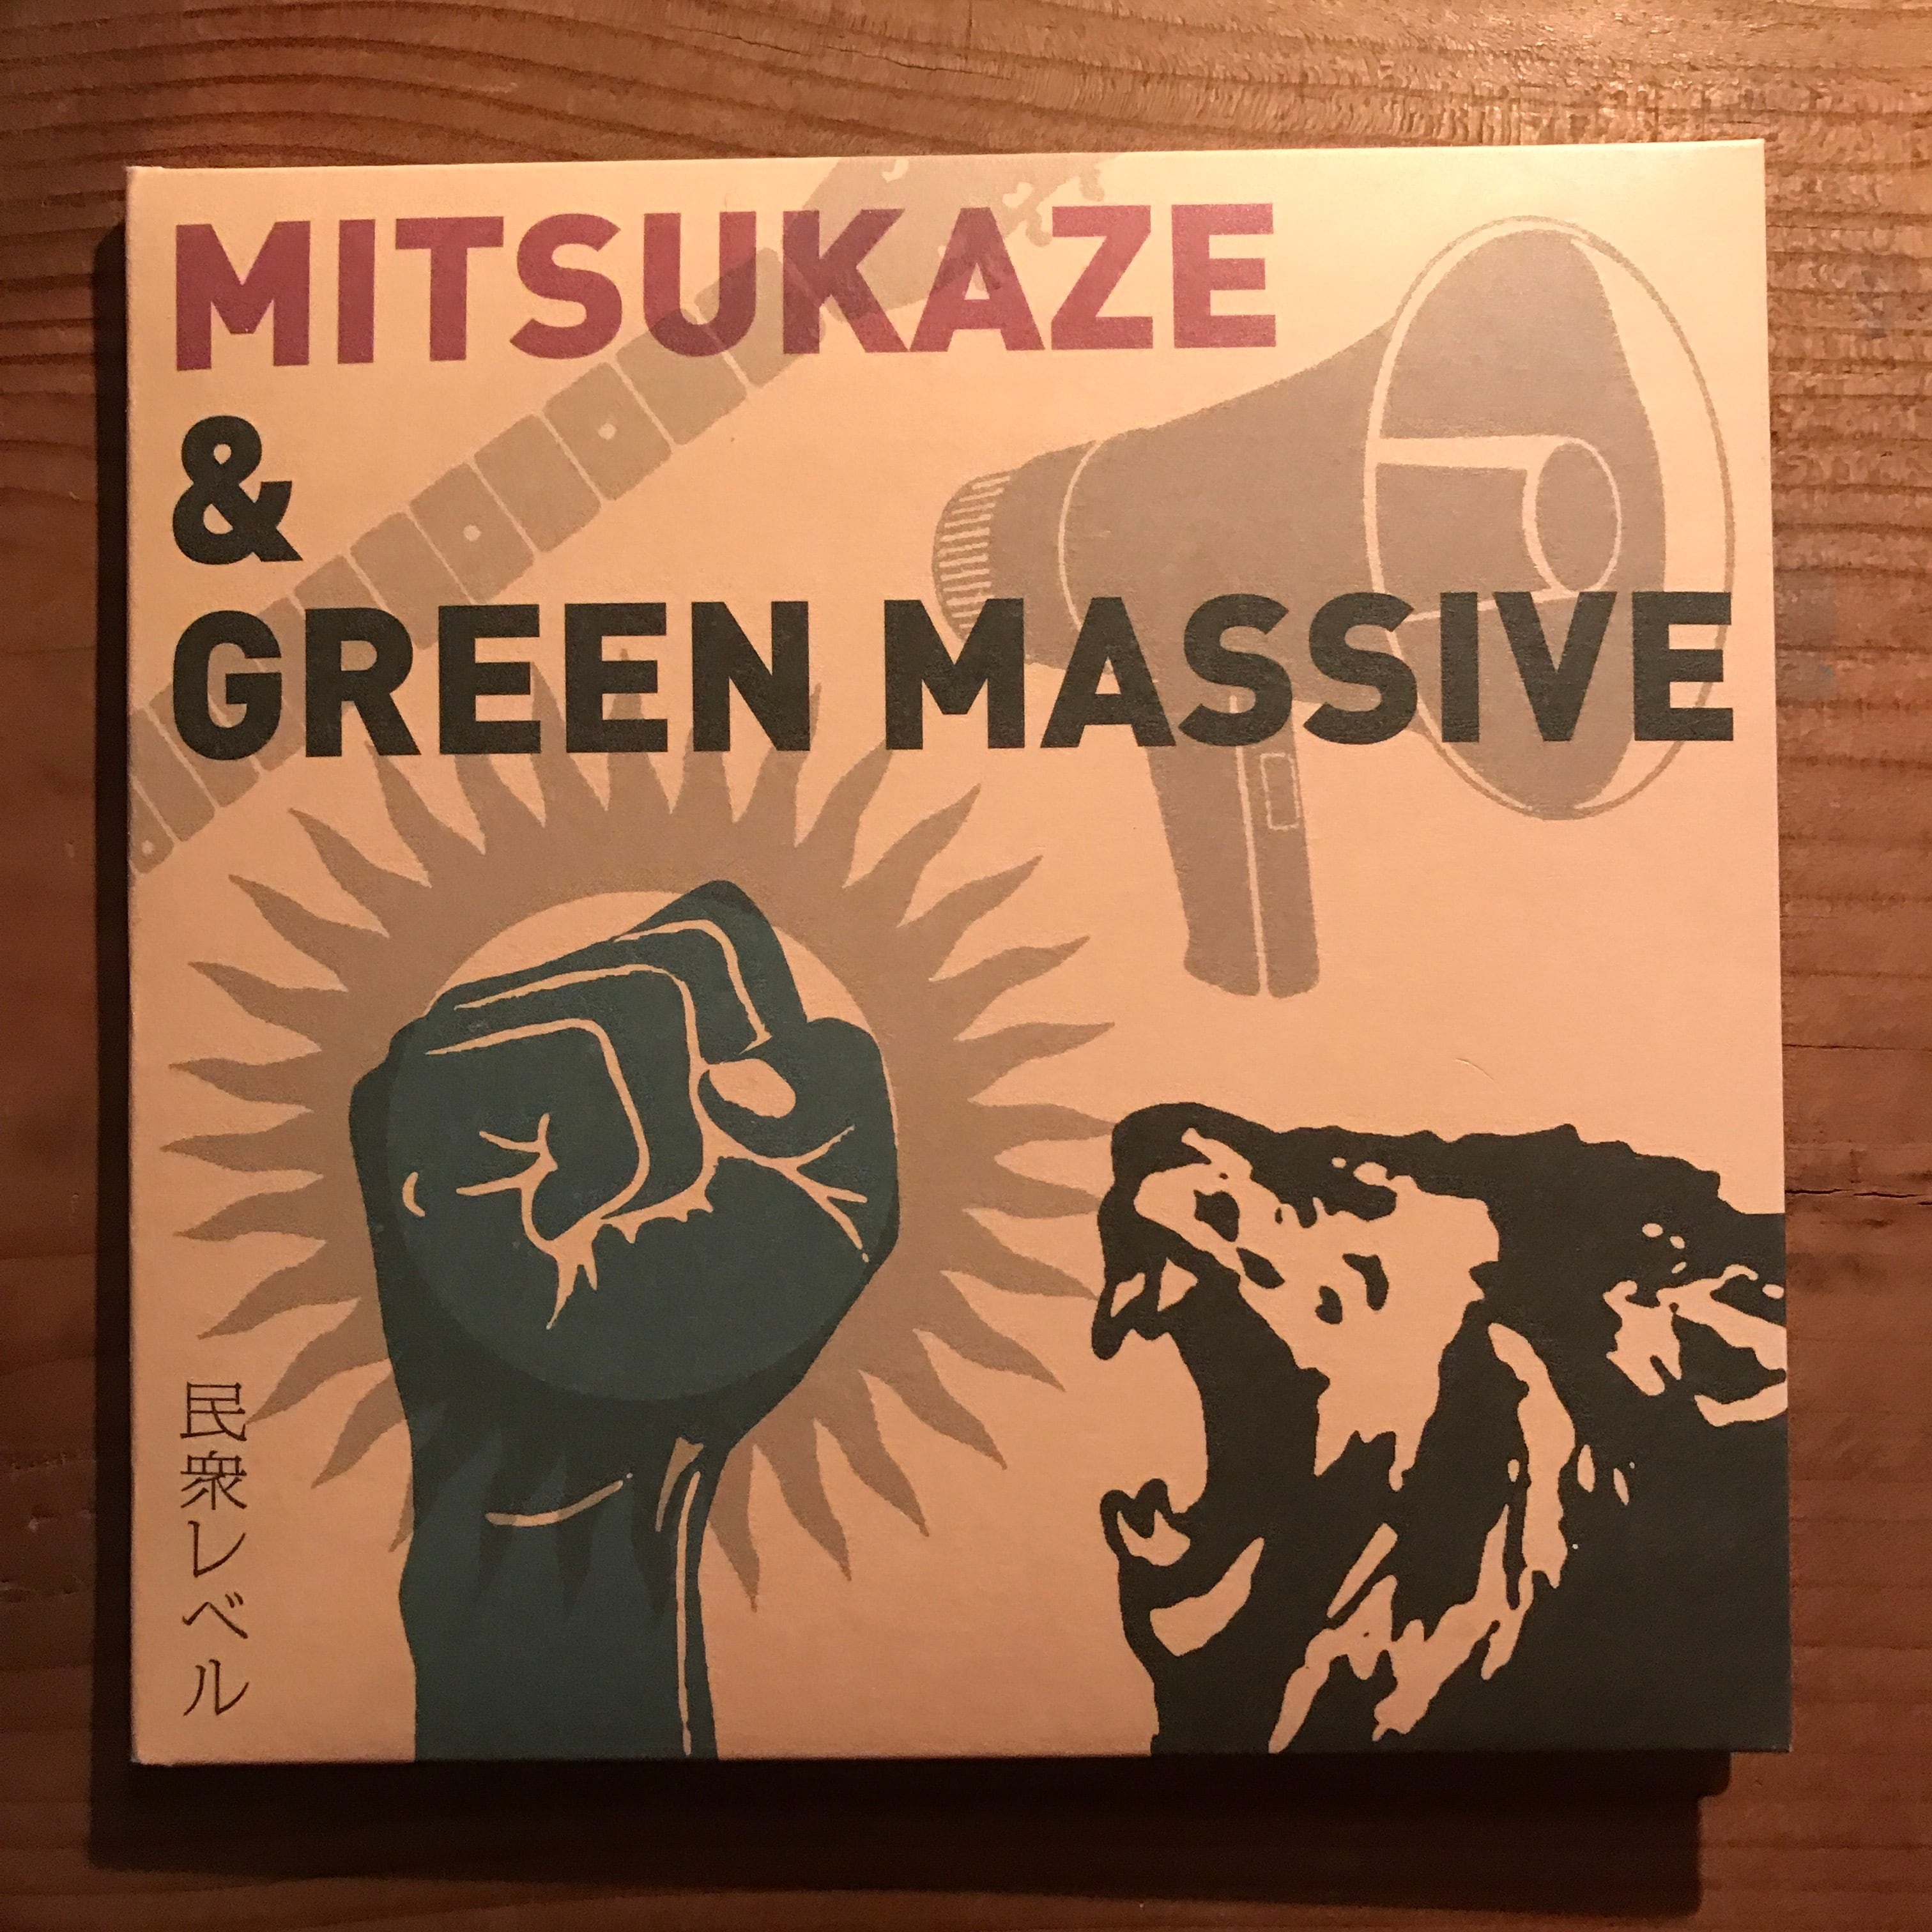 MITSUKAZE
&
GREEN MASSIVE
民衆レベル